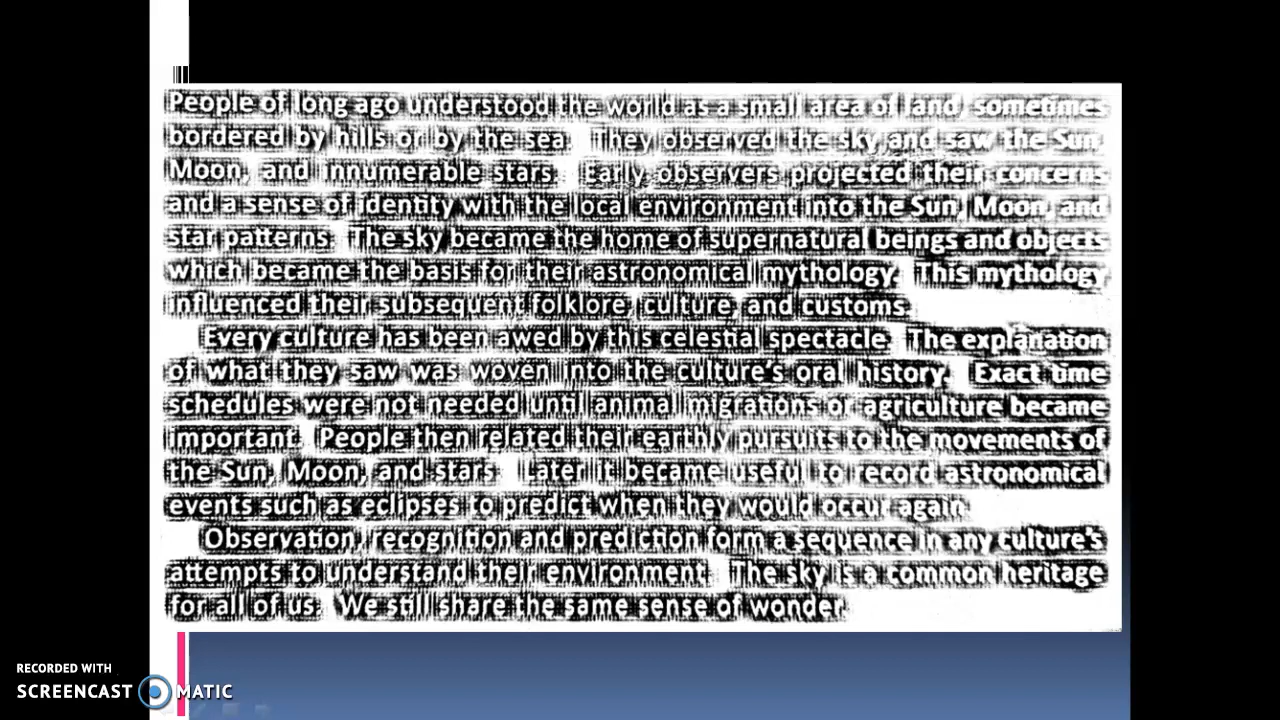 People of long ago understood the world as a small area of land, sometimes
bordered by hills or by the sea. They observed the sky and saw the Sun,
Moon, and innumerable stars. Early observers projected their concerns
and a sense of identity with the local environment into the Sun, Moon, and
star patterns. The sky became the home of supernatural beings and objects
which became the basis for their astronomical mythology. This mythology
influenced their subsequent folklore, culture, and customs.
Every culture has been awed by this celestial spectacle. The explanation
of what they saw was woven into the culture's oral history. Exact time
schedules were not needed until animal migrations or agriculture became
important. People then related their earthly pursuits to the movements of
the Sun, Moon, and stars. Later it became useful to record astronomical
events such as eclipses to predict when they would occur again.
Observation, recognition and prediction form a sequence in any culture's
attempts to understand their environment. The sky is a common heritage
for all of us. We still share the same sense of wonder.
RECORDED WITH
SCREENCAST MATIC